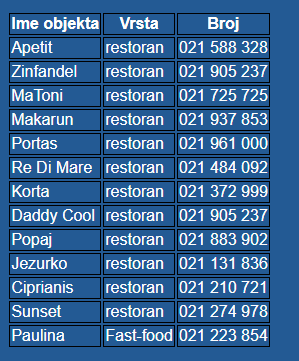 Ime objekta Vrsta Broj
Apetit restoran 021 588 328
Zinfandel restoran 021 905 237
MaToni restoran 021 725 725
Makarun restoran 021 937 853
Portas restoran 021 961 000
Re Di Mare restoran 021 484 092
Korta restoran 021 372 999
Daddy Cool restoran 021 905 237
Popaj restoran 021 883 902
Jezurko restoran 021 131 836
Ciprianis restoran 021 210 721
Sunset restoran 021 274 978
Paulina Fast-food 021 223 854